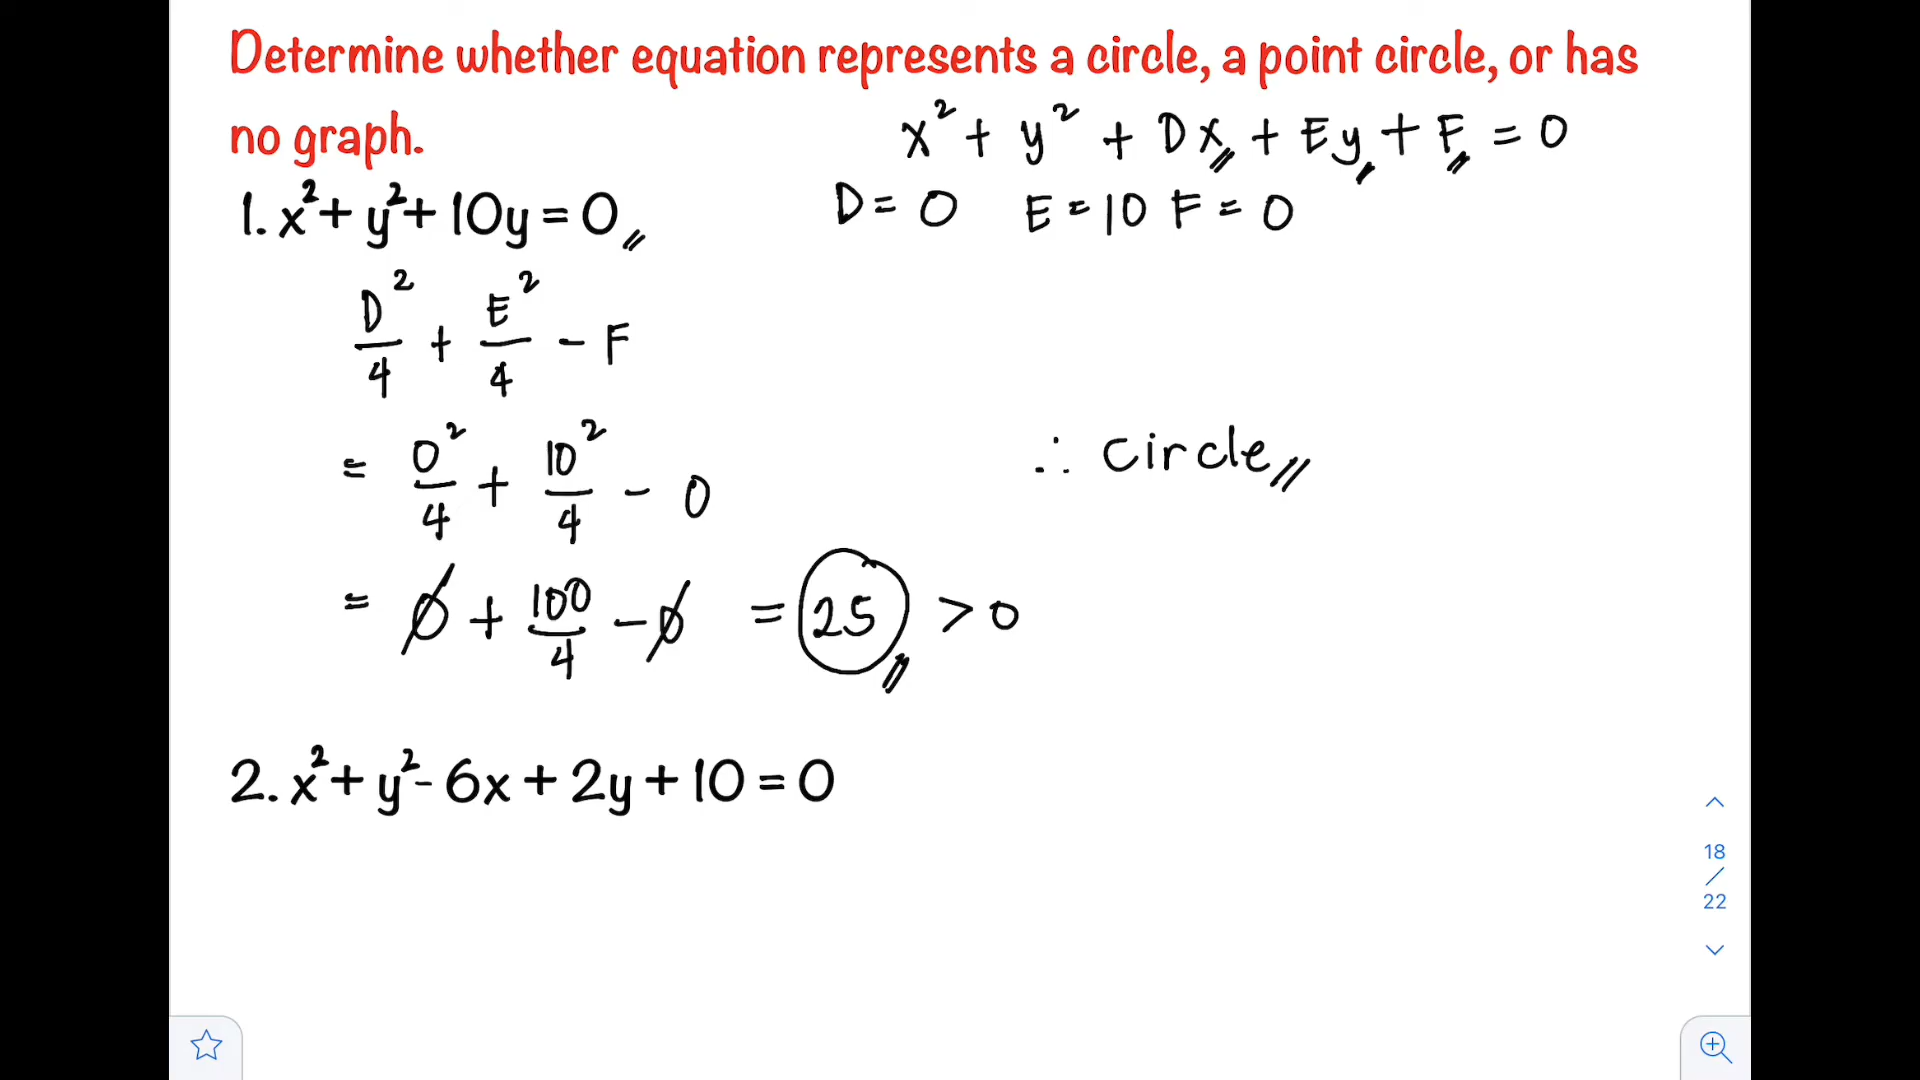 Determine whether equation represents a circle, a point circle, or has
no graph.
x² + y² + Dx + Ey + F = 0
1. x² + y² + 10y = 0
D = 0 E = 10 F = 0
D²/4 + E²/4 - F
= 0²/4 + 10²/4 - 0
∴ circle
= 0 + 100/4 - 0 = 25 > 0
2. x² + y² - 6x + 2y + 10 = 0
18
/
22